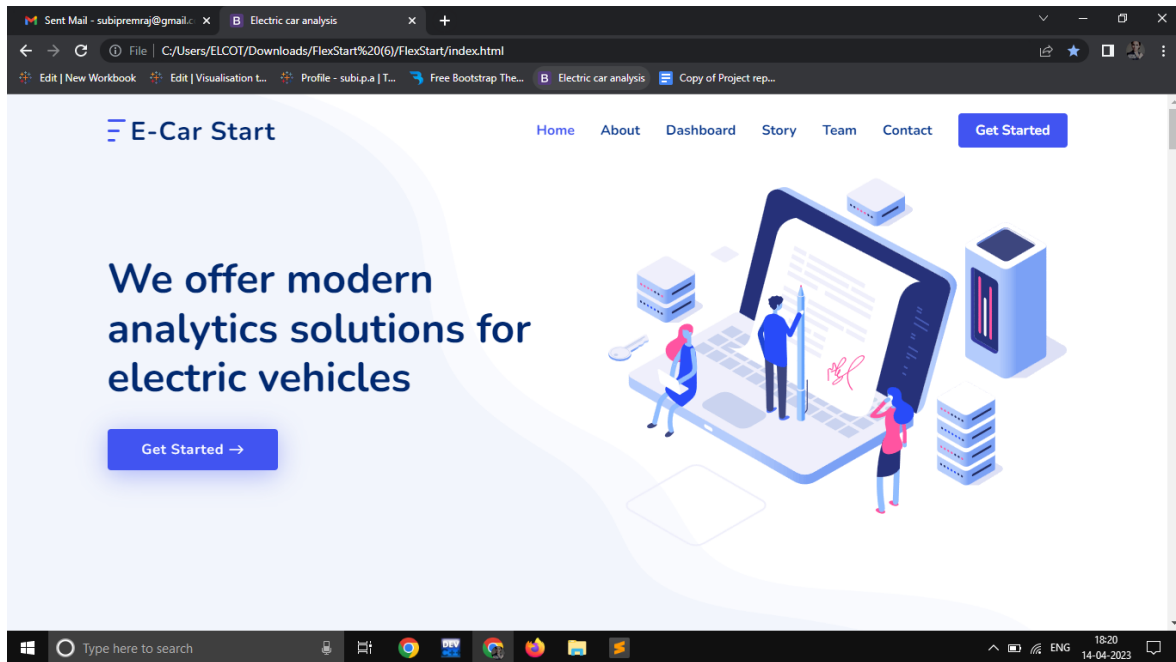 Sent Mail - subipremraj@gmail.c
Electric car analysis
File | C:/Users/ELCOT/Downloads/FlexStart%20(6)/FlexStart/index.html
Edit | New Workbook
Edit | Visualisation t...
Profile - subi.p.a | T...
Free Bootstrap The...
Electric car analysis
Copy of Project rep...
E-Car Start
Home About Dashboard Story Team Contact Get Started
We offer modern
analytics solutions for
electric vehicles
Get Started →
Type here to search
DEV
ENG
18:20
14-04-2023